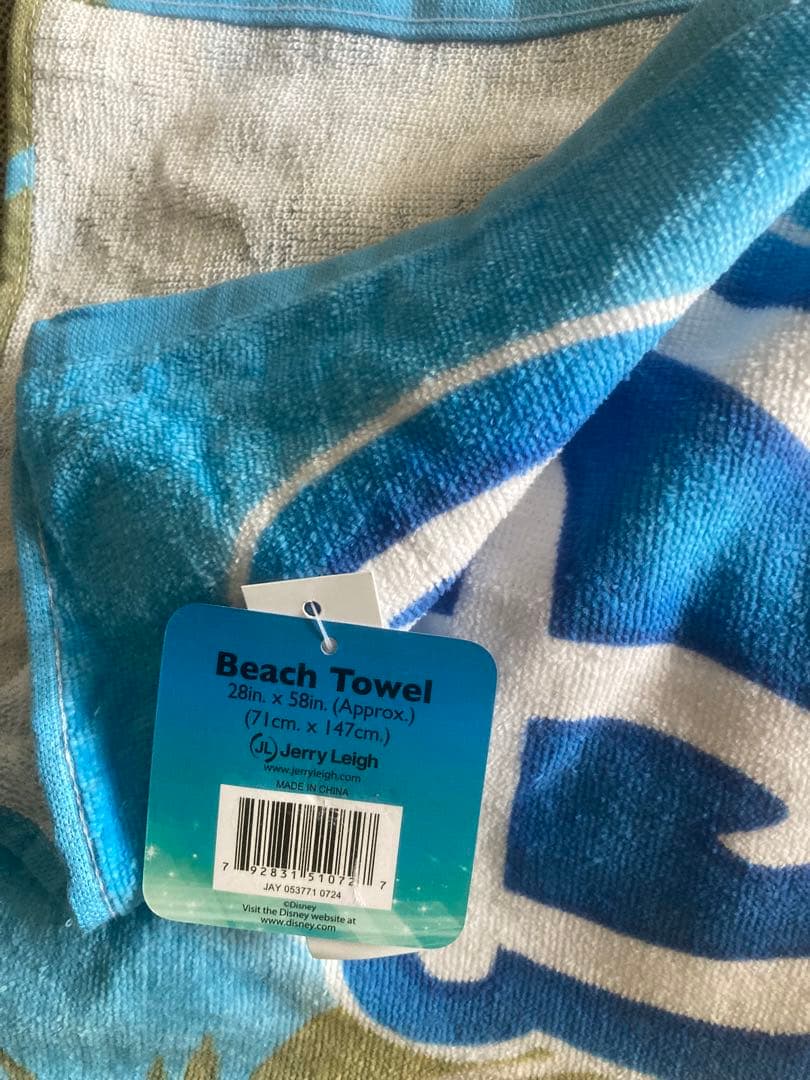 Beach Towel
28in. x 58in. (Approx.)
(71cm. x 147cm.)
JL Jerry Leigh
www.jerryleigh.com
MADE IN CHINA
7 92831 51072 7
JAY 053771 0724
©Disney
Visit the Disney website at
www.disney.com